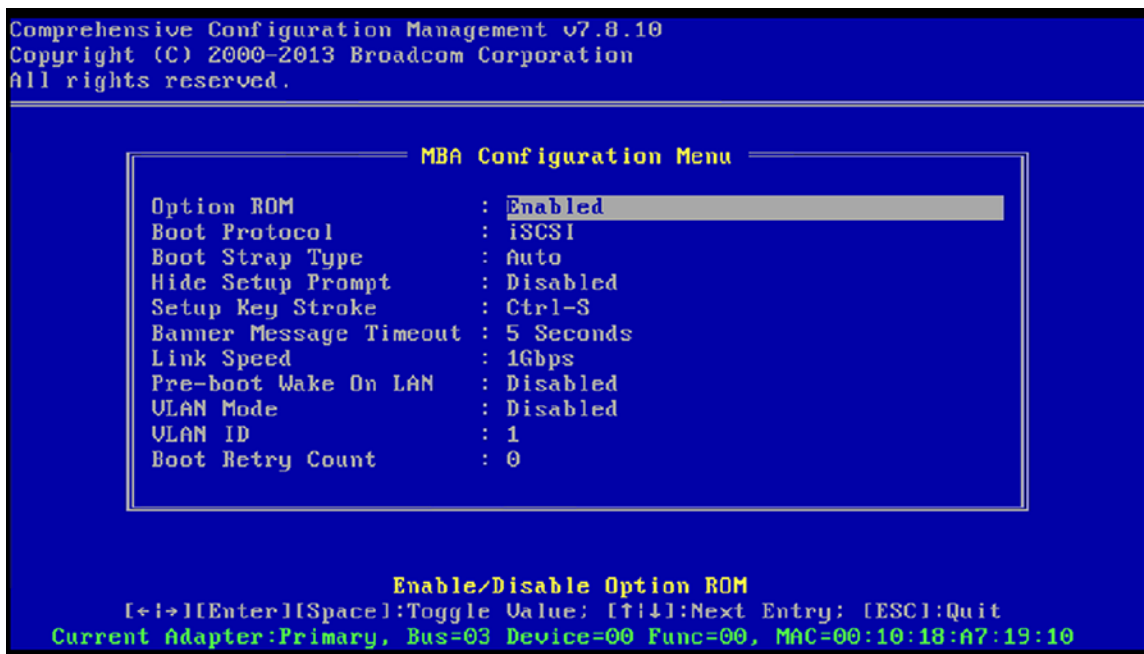 Comprehensive Configuration Management v7.8.10
Copyright (C) 2000-2013 Broadcom Corporation
All rights reserved.
MBA Configuration Menu
Option ROM : Enabled
Boot Protocol : iSCSI
Boot Strap Type : Auto
Hide Setup Prompt : Disabled
Setup Key Stroke : Ctrl-S
Banner Message Timeout : 5 Seconds
Link Speed : 1Gbps
Pre-boot Wake On LAN : Disabled
VLAN Mode : Disabled
VLAN ID : 1
Boot Retry Count : 0
Enable/Disable Option ROM
[←|→][Enter][Space]:Toggle Value; [↑|↓]:Next Entry; [ESC]:Quit
Current Adapter:Primary, Bus=03 Device=00 Func=00, MAC=00:10:18:A7:19:10